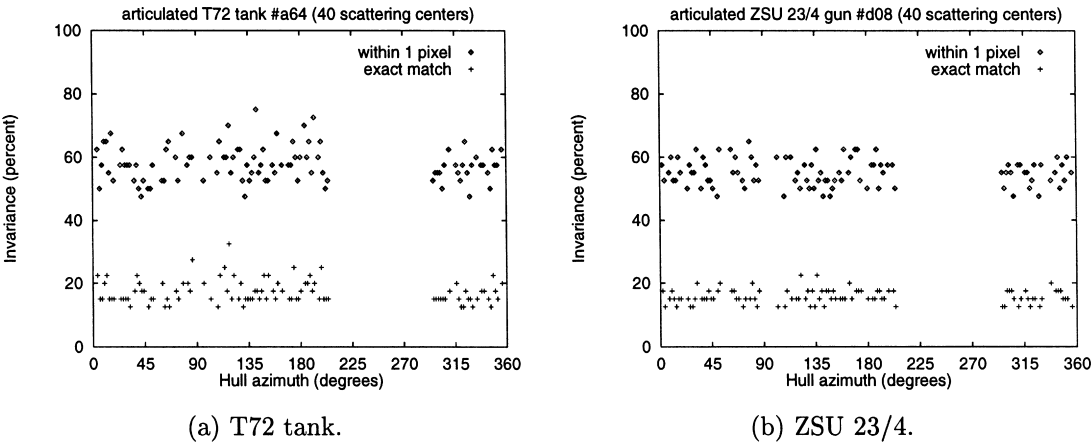 articulated T72 tank #a64 (40 scattering centers)
100
80
60
40
20
0
Invariance (percent)
within 1 pixel
exact match
0 45 90 135 180 225 270 315 360
Hull azimuth (degrees)
(a) T72 tank.
articulated ZSU 23/4 gun #d08 (40 scattering centers)
100
80
60
40
20
0
Invariance (percent)
within 1 pixel
exact match
0 45 90 135 180 225 270 315 360
Hull azimuth (degrees)
(b) ZSU 23/4.